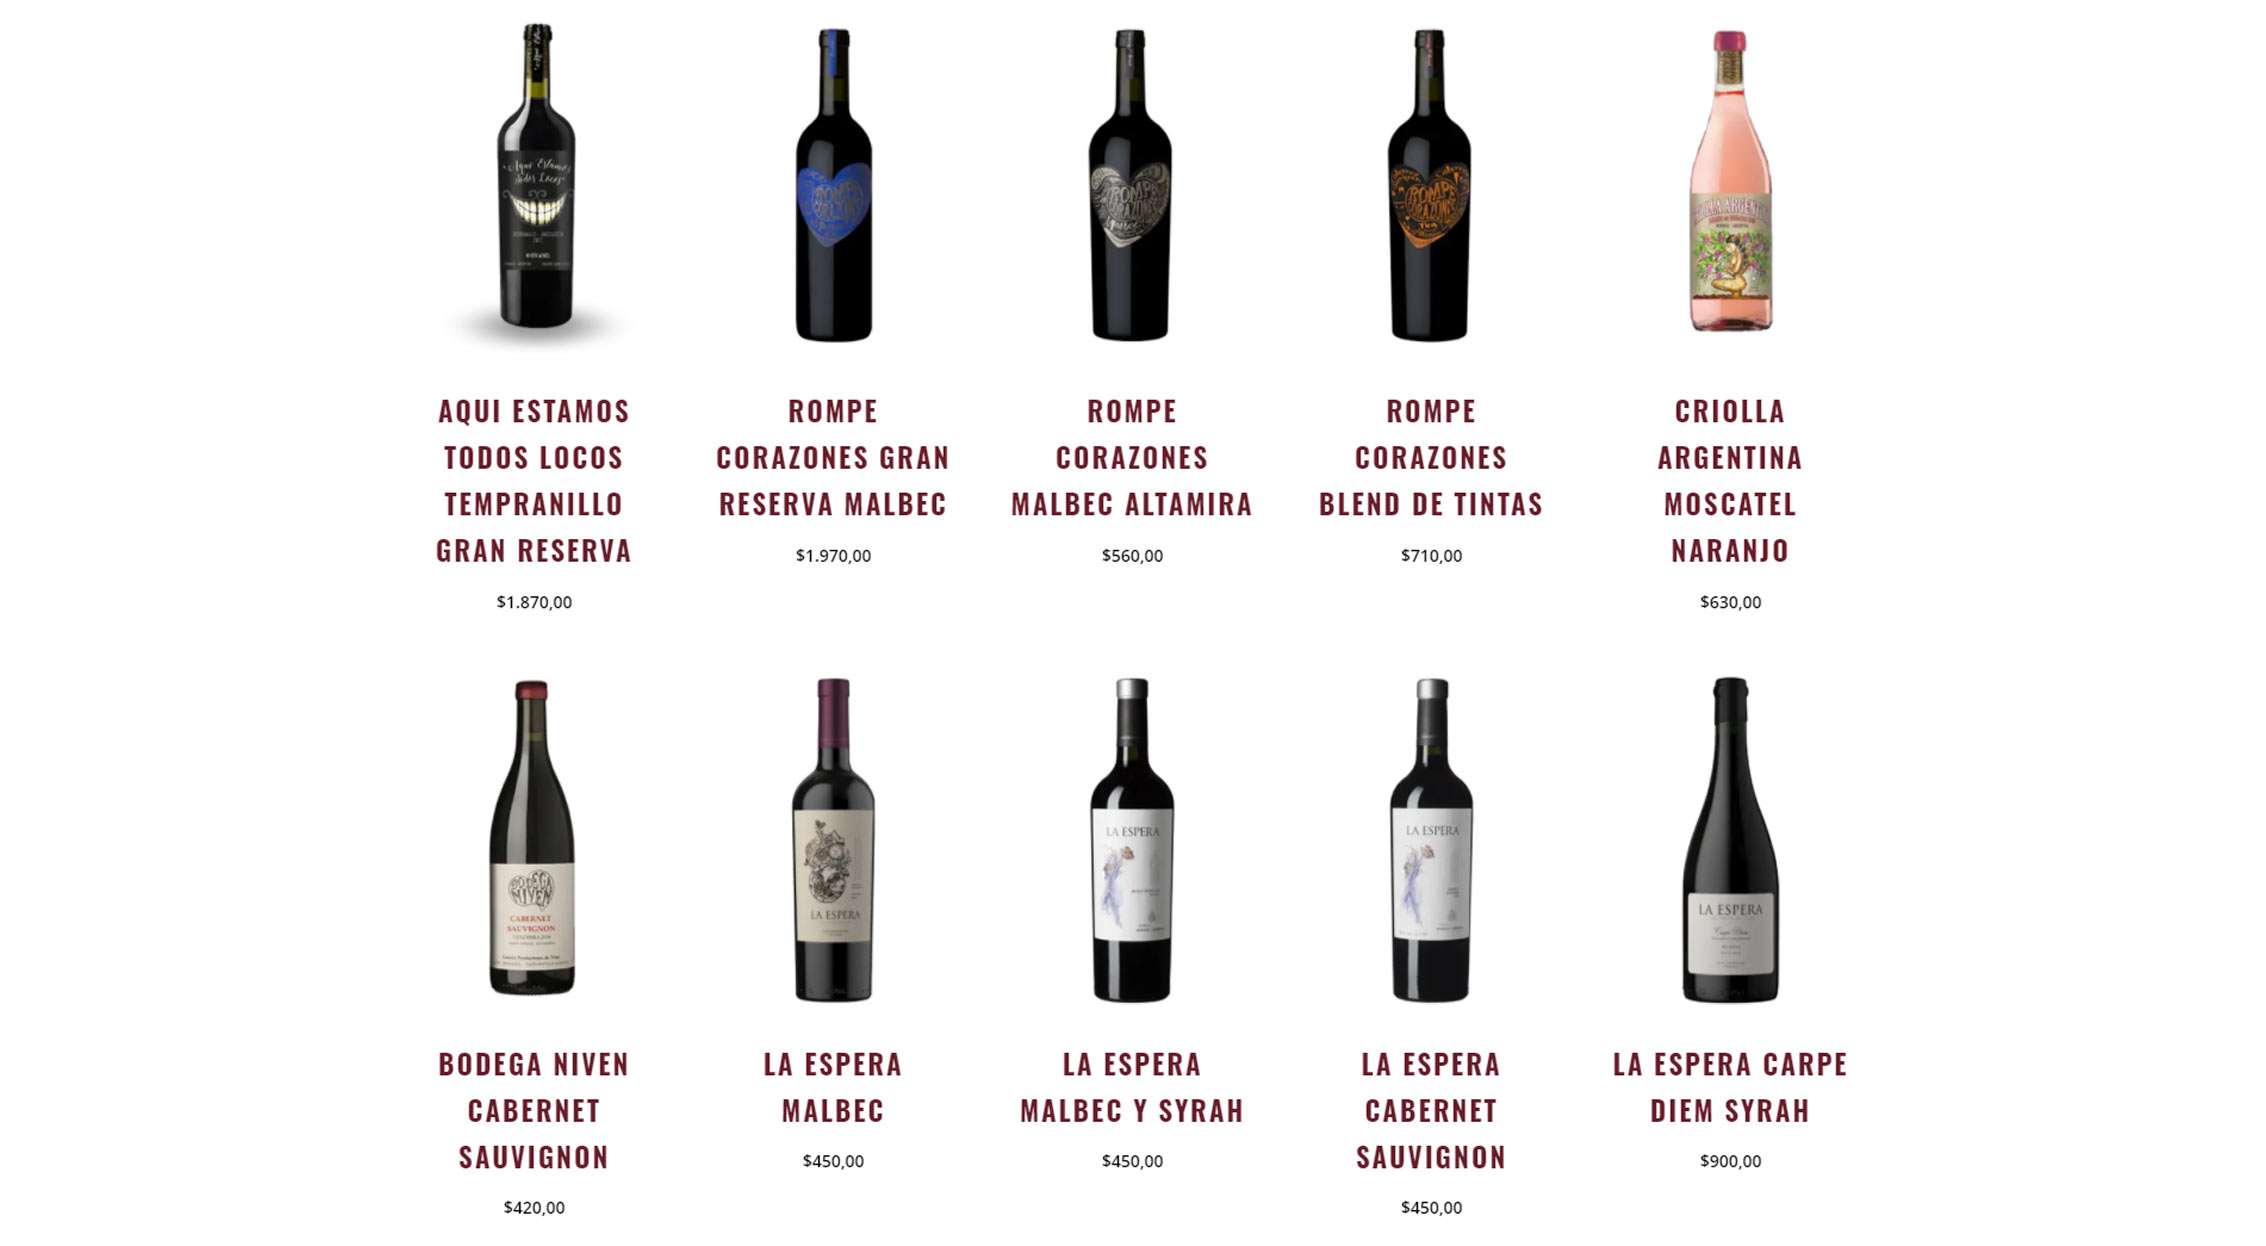 Aqui Estamos
Todos Locos
ROMPE
CORAZONES
ROMPE
CORAZONES
MALBEC
ROMPE
CORAZONES
AQUI ESTAMOS
TODOS LOCOS
TEMPRANILLO
GRAN RESERVA
$1.870,00
ROMPE
CORAZONES GRAN
RESERVA MALBEC
$1.970,00
ROMPE
CORAZONES
MALBEC ALTAMIRA
$560,00
ROMPE
CORAZONES
BLEND DE TINTAS
$710,00
CRIOLLA
ARGENTINA
MOSCATEL
NARANJO
$630,00
BODEGA
NIVEN
CABERNET
SAUVIGNON
LA ESPERA
LA ESPERA
LA ESPERA
LA ESPERA
Carpe Diem
BODEGA NIVEN
CABERNET
SAUVIGNON
$420,00
LA ESPERA
MALBEC
$450,00
LA ESPERA
MALBEC Y SYRAH
$450,00
LA ESPERA
CABERNET
SAUVIGNON
$450,00
LA ESPERA CARPE
DIEM SYRAH
$900,00